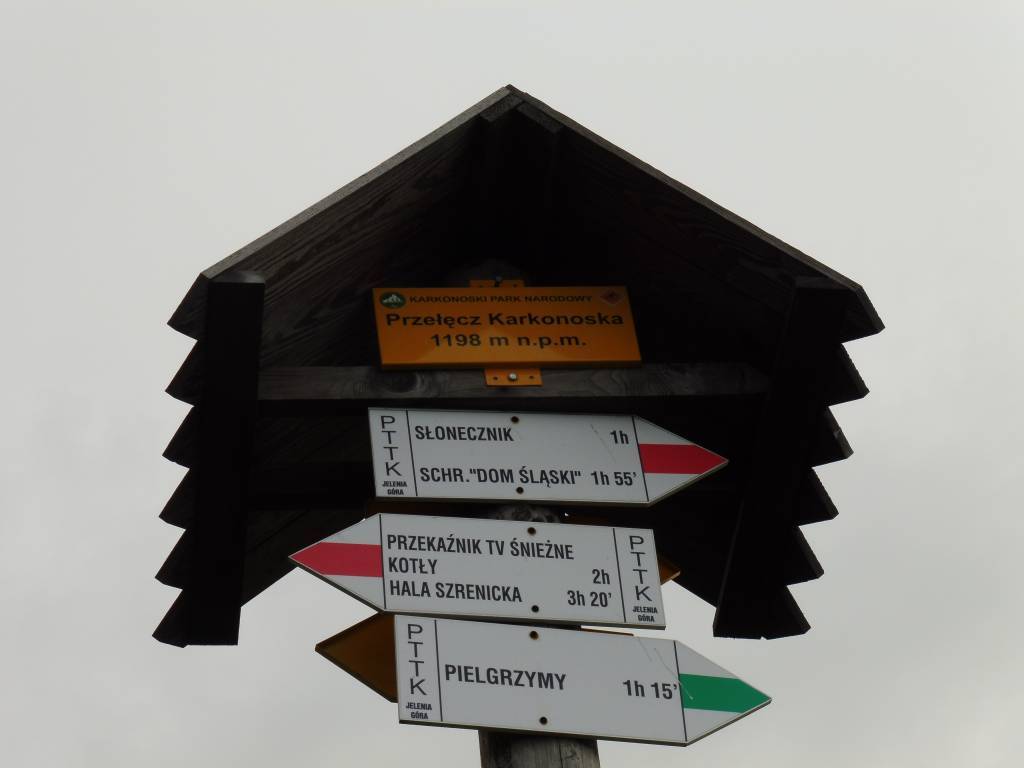 KARKONOSKI PARK NARODOWY
Przełęcz Karkonoska
1198 m n.p.m.
PTTK
JELENIA
GÓRA
SŁONECZNIK 1h
SCHR."DOM ŚLĄSKI" 1h 55'
PRZEKAŹNIK TV ŚNIEŻNE
KOTŁY 2h
HALA SZRENICKA 3h 20'
PTTK
JELENIA
GÓRA
PTTK
JELENIA
GÓRA
PIELGRZYMY 1h 15'